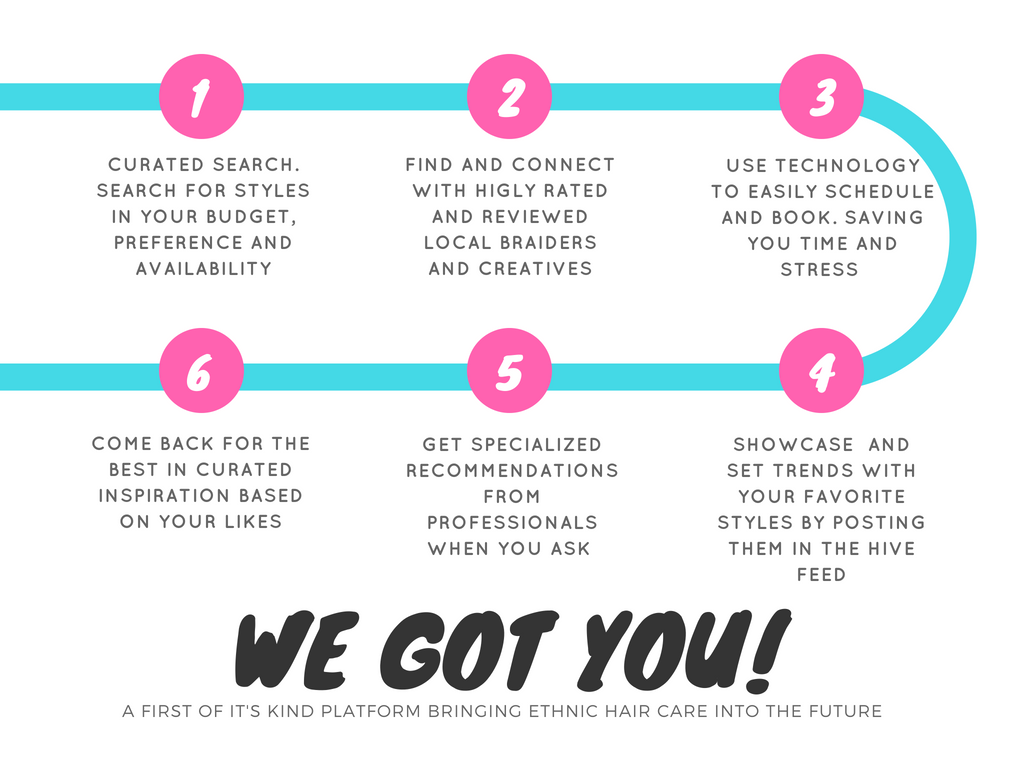 1
CURATED SEARCH.
SEARCH FOR STYLES
IN YOUR BUDGET,
PREFERENCE AND
AVAILABILITY
2
FIND AND CONNECT
WITH HIGLY RATED
AND REVIEWED
LOCAL BRAIDERS
AND CREATIVES
3
USE TECHNOLOGY
TO EASILY SCHEDULE
AND BOOK. SAVING
YOU TIME AND
STRESS
4
SHOWCASE AND
SET TRENDS WITH
YOUR FAVORITE
STYLES BY POSTING
THEM IN THE HIVE
FEED
5
GET SPECIALIZED
RECOMMENDATIONS
FROM
PROFESSIONALS
WHEN YOU ASK
6
COME BACK FOR THE
BEST IN CURATED
INSPIRATION BASED
ON YOUR LIKES
WE GOT YOU!
A FIRST OF IT'S KIND PLATFORM BRINGING ETHNIC HAIR CARE INTO THE FUTURE